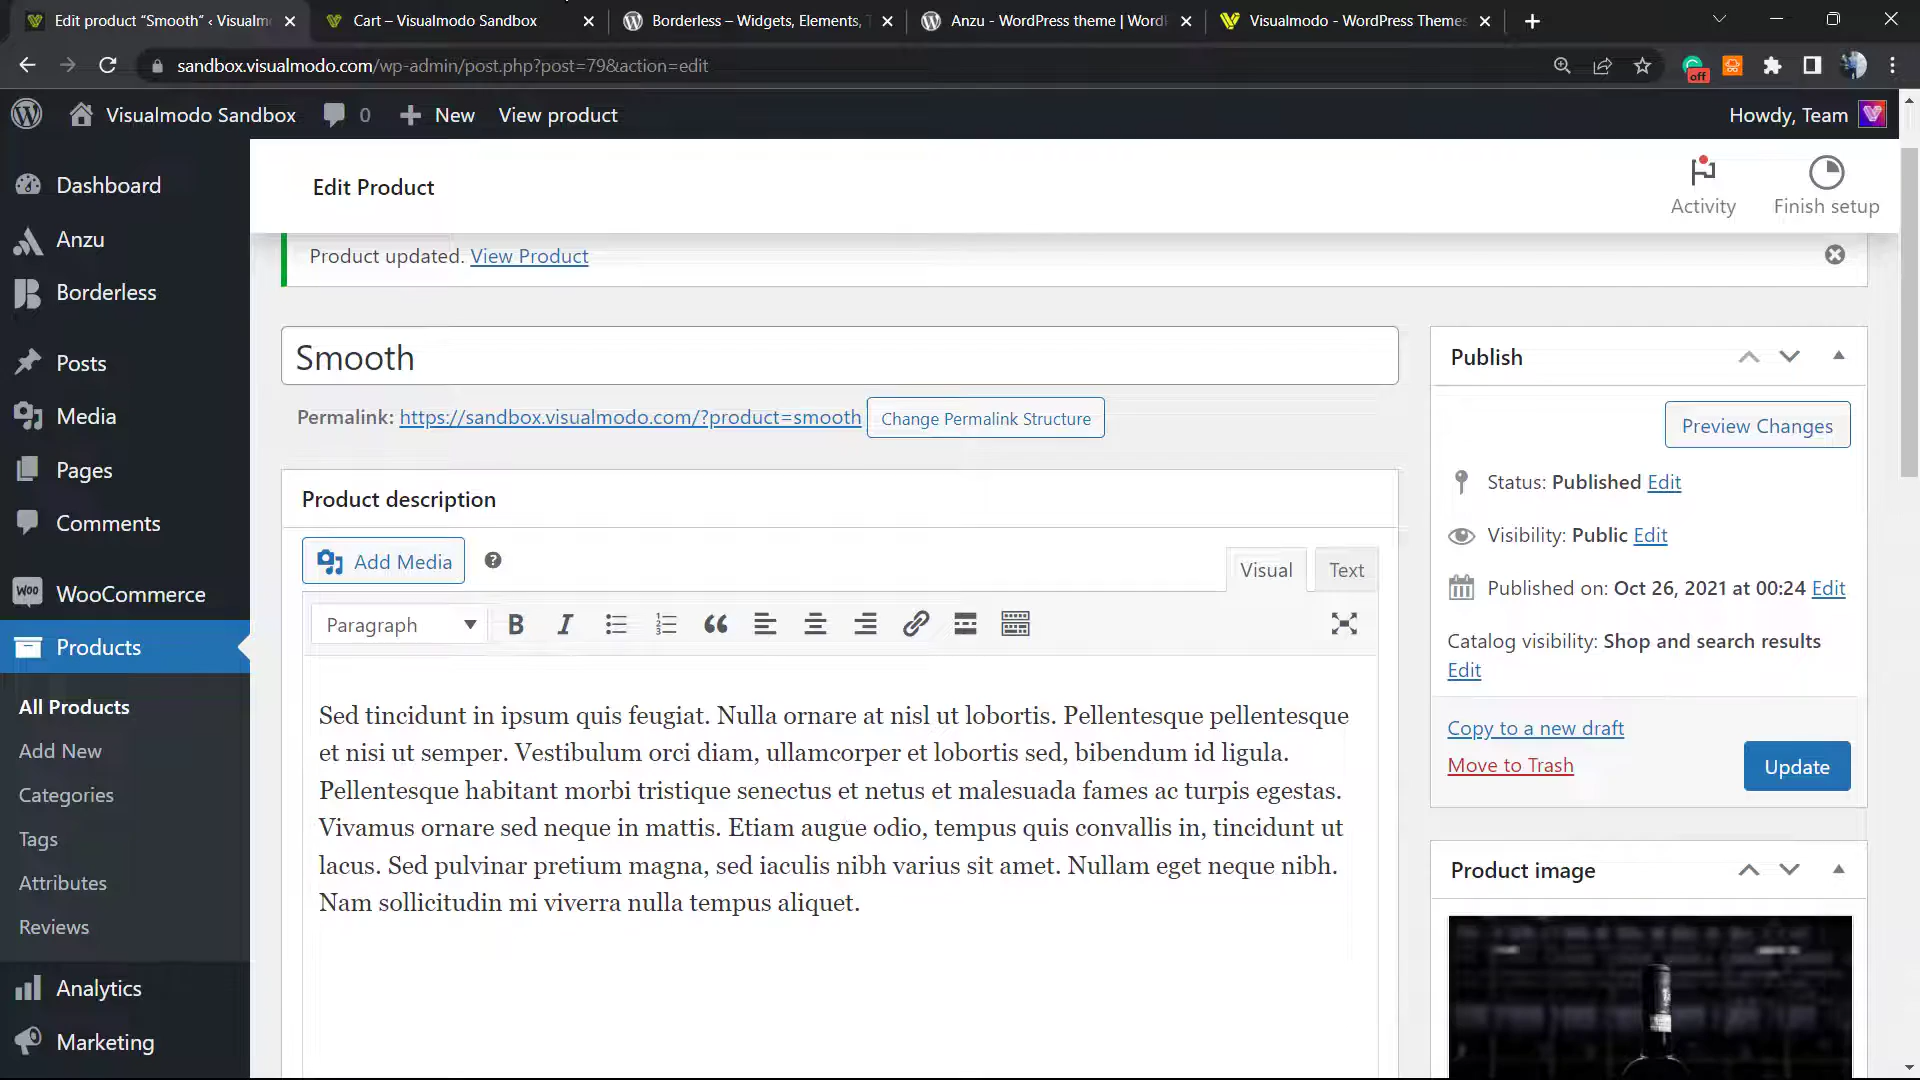 Edit product “Smooth” ‹ Visualm
Cart – Visualmodo Sandbox
Borderless – Widgets, Elements, T
Anzu - WordPress theme | Word
Visualmodo - WordPress Themes
sandbox.visualmodo.com/wp-admin/post.php?post=79&action=edit
off
Visualmodo Sandbox
0
New
View product
Howdy, Team
Dashboard
Anzu
Borderless
Posts
Media
Pages
Comments
Woo
WooCommerce
Products
All Products
Add New
Categories
Tags
Attributes
Reviews
Analytics
Marketing
Edit Product
Activity
Finish setup
Product updated. View Product
Smooth
Permalink: https://sandbox.visualmodo.com/?product=smooth
Change Permalink Structure
Product description
Add Media
Visual
Text
Paragraph
Sed tincidunt in ipsum quis feugiat. Nulla ornare at nisl ut lobortis. Pellentesque pellentesque
et nisi ut semper. Vestibulum orci diam, ullamcorper et lobortis sed, bibendum id ligula.
Pellentesque habitant morbi tristique senectus et netus et malesuada fames ac turpis egestas.
Vivamus ornare sed neque in mattis. Etiam augue odio, tempus quis convallis in, tincidunt ut
lacus. Sed pulvinar pretium magna, sed iaculis nibh varius sit amet. Nullam eget neque nibh.
Nam sollicitudin mi viverra nulla tempus aliquet.
Publish
Preview Changes
Status: Published Edit
Visibility: Public Edit
Published on: Oct 26, 2021 at 00:24 Edit
Catalog visibility: Shop and search results
Edit
Copy to a new draft
Move to Trash
Update
Product image